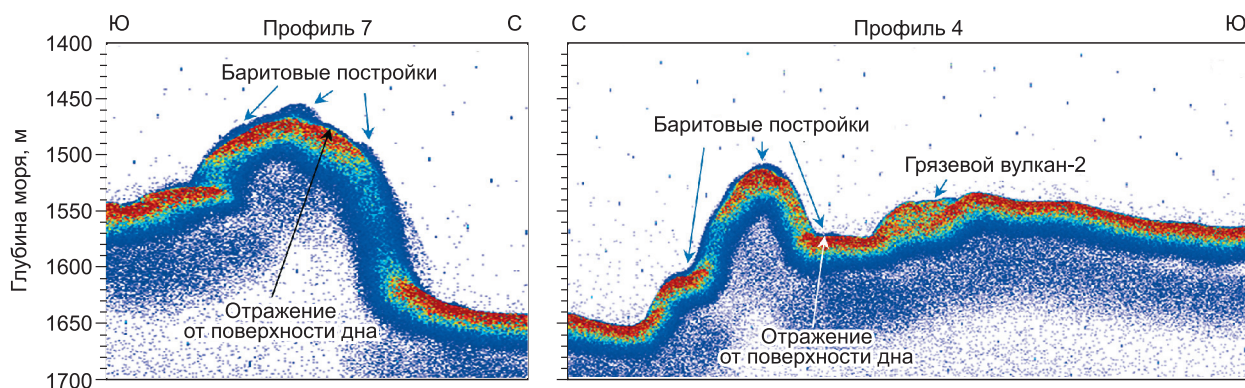 Ю Профиль 7 С
С Профиль 4 Ю
Глубина моря, м
1400
1450
1500
1550
1600
1650
1700
Баритовые постройки
Отражение
от поверхности дна
Баритовые постройки
Грязевой вулкан-2
Отражение
от поверхности дна